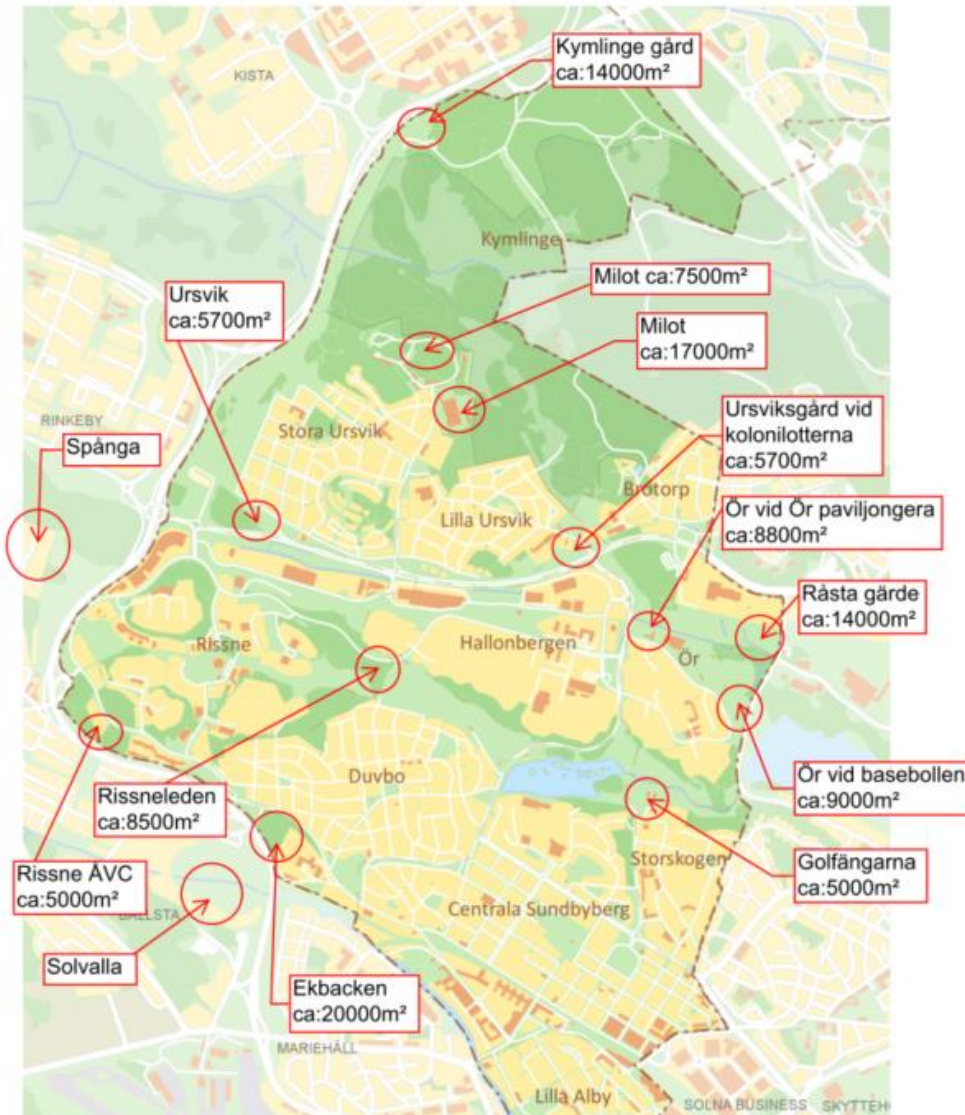 Kymlinge gård
ca:14000m²
KISTA
Kymlinge
Milot ca:7500m²
Ursvik
ca:5700m²
Milot
ca:17000m²
Ursviksgård vid
kolonilotterna
ca:5700m²
RINKEBY
Stora Ursvik
Spånga
Brotorp
Lilla Ursvik
Ör vid Ör paviljongera
ca:8800m²
Råsta gärde
ca:14000m²
Rissne
Hallonbergen
Ör
Duvbo
Ör vid basebollen
ca:9000m²
Rissneleden
ca:8500m²
Rissne ÅVC
ca:5000m²
Storskogen
Golfängarna
ca:5000m²
BÄLLSTA
Centrala Sundbyberg
Solvalla
Ekbacken
ca:20000m²
MARIEHÄLL
Lilla Alby
SOLNA BUSINESS
SKYTTEH